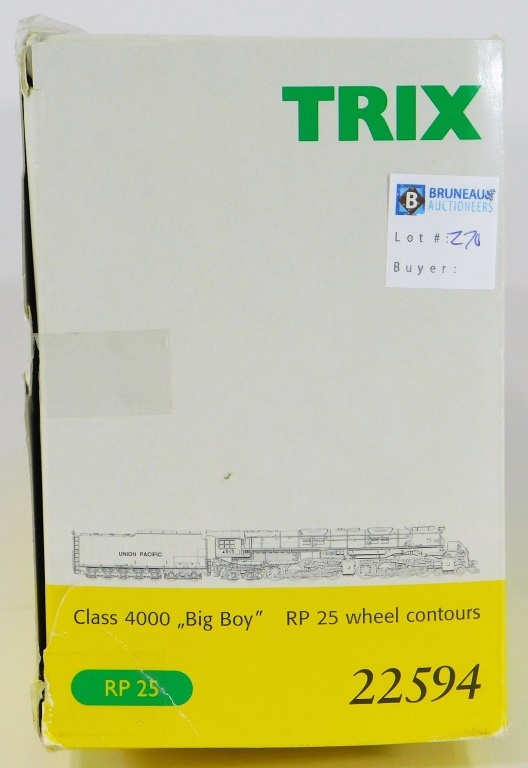 TRIX
B BRUNEAU & CO
AUCTIONEERS
Lot #: 270
Buyer:
UNION PACIFIC
Class 4000 „Big Boy" RP 25 wheel contours
RP 25
22594